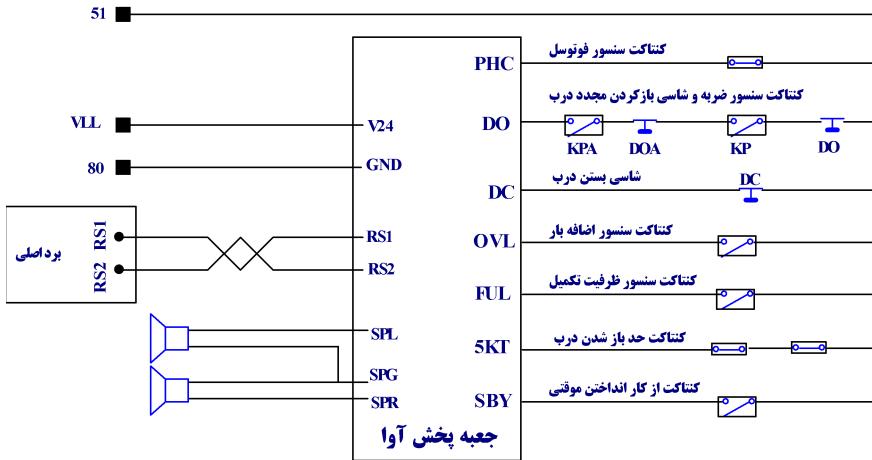 51
VLL
80
V24
GND
برد اصلی
RS1
RS2
RS1
RS2
SPL
SPG
SPR
جعبه پخش آوا
PHC
کنتاکت سنسور فوتوسل
DO
کنتاکت سنسور ضربه و شاسی بازکردن مجدد درب
KPA
DOA
KP
DO
DC
شاسی بستن درب
DC
OVL
کنتاکت سنسور اضافه بار
FUL
کنتاکت سنسور ظرفیت تکمیل
5KT
کنتاکت حد باز شدن درب
SBY
کنتاکت از کار انداختن موقتی